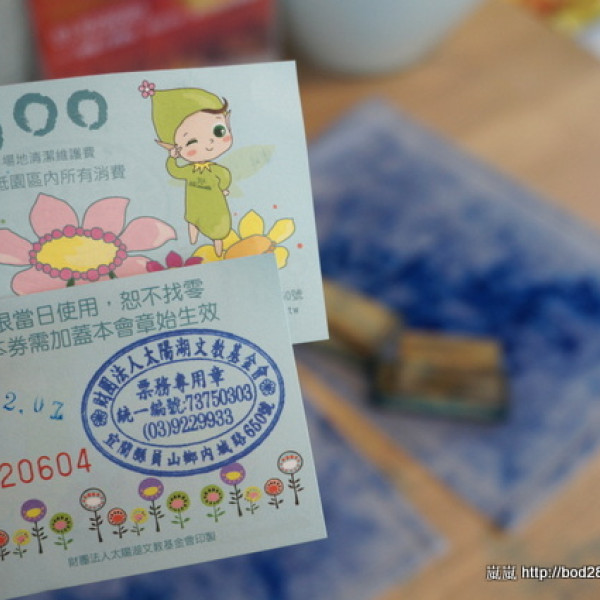 00
場地清潔維護費
抵園區內所有消費
限當日使用，恕不找零
本券需加蓋本會章始生效
財團法人太陽湖文教基金會
票務專用章
統一編號:73750303
(03)9229933
宜蘭縣員山鄉內城路650號
2.07
20604
財團法人太陽湖文教基金會印製
嵐嵐 http://bod28